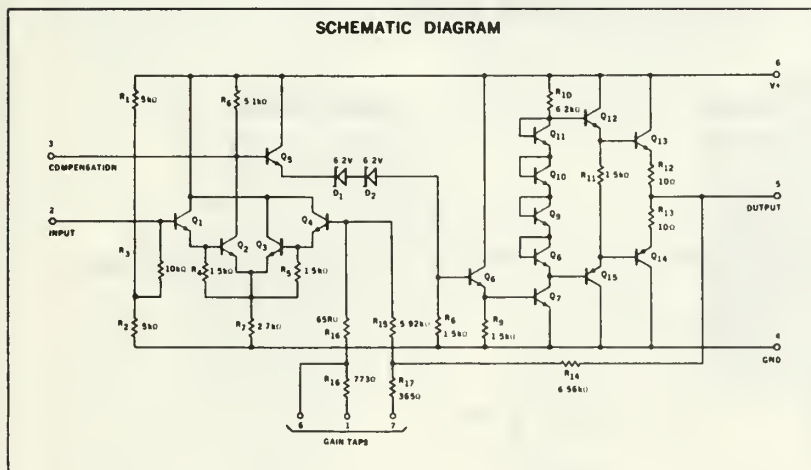 SCHEMATIC DIAGRAM
6
V+
R1 5kΩ
R6 5.1kΩ
R10
6.2kΩ
Q12
Q11
Q13
3
COMPENSATION
Q5
6.2V 6.2V
D1 D2
R12
10Ω
Q10
R11 1.5kΩ
5
OUTPUT
2
INPUT
Q1
Q4
R13
10Ω
Q9
R3
Q2
Q3
Q6
10kΩ
R4
1.5kΩ
R5
1.5kΩ
Q6
Q15
Q14
Q7
R2 5kΩ
R7 2.7kΩ
R16
R15 5.92kΩ
R6
1.5kΩ
R9
1.5kΩ
4
GND
R16 773Ω
R17
365Ω
R14
6.56kΩ
6 1 7
GAIN TAPS